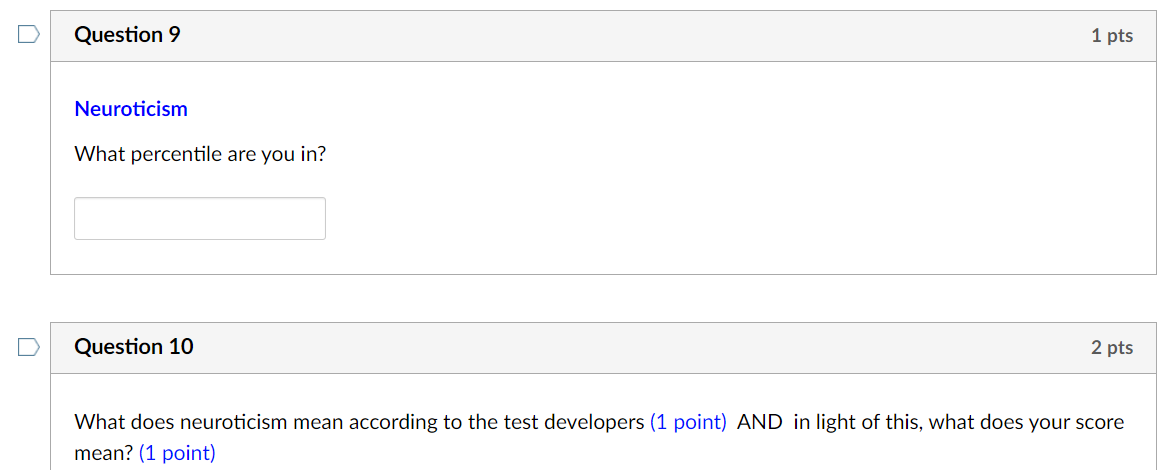 Question 9
1 pts
Neuroticism
What percentile are you in?
Question 10
2 pts
What does neuroticism mean according to the test developers (1 point) AND in light of this, what does your score
mean? (1 point)